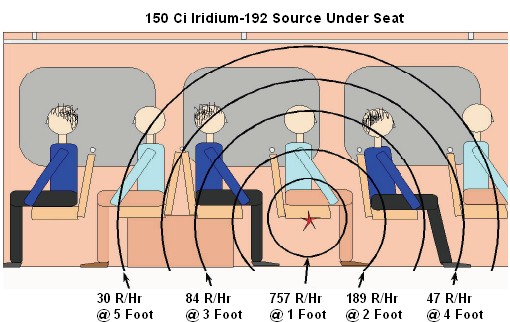 150 Ci Iridium-192 Source Under Seat
30 R/Hr
@ 5 Foot
84 R/Hr
@ 3 Foot
757 R/Hr
@ 1 Foot
189 R/Hr
@ 2 Foot
47 R/Hr
@ 4 Foot